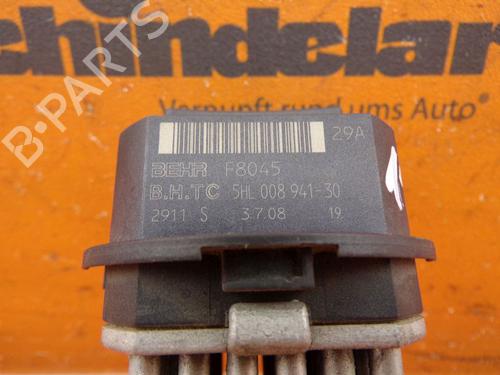 chindelar
Vernunft rund ums Auto®
B-PARTS
29A
BEHR F8045
B.H.TC 5HL 008 941-30
2911 S 3.7.08 19